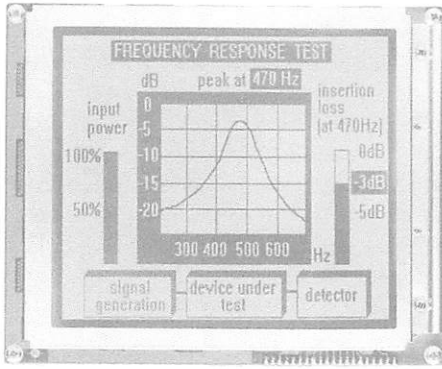 FREQUENCY RESPONSE TEST
dB peak at 470 Hz
input power
insertion loss (at 470Hz)
0
-5
-10
-15
-20
100%
50%
0dB
-3dB
-5dB
300 400 500 600 Hz
signal generation
device under test
detector